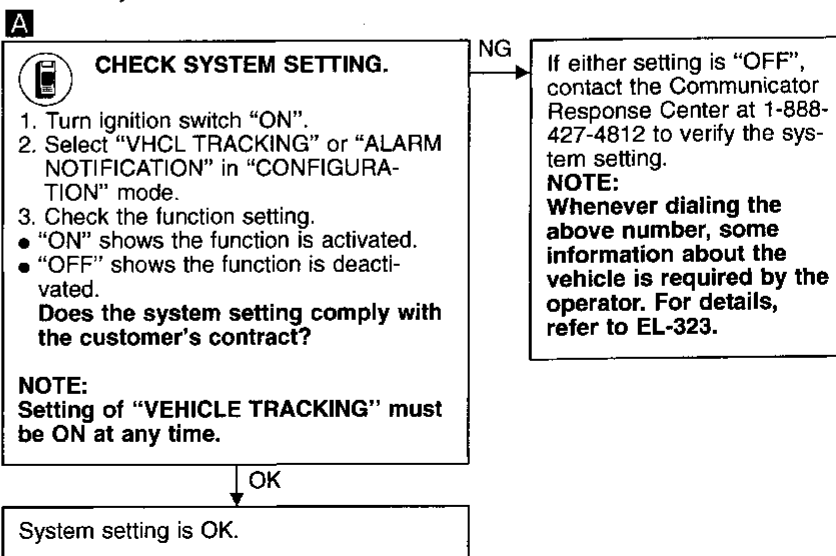 A
CHECK SYSTEM SETTING.
1. Turn ignition switch “ON”.
2. Select “VHCL TRACKING” or “ALARM
NOTIFICATION” in “CONFIGURA-
TION” mode.
3. Check the function setting.
● “ON” shows the function is activated.
● “OFF” shows the function is deacti-
vated.
Does the system setting comply with
the customer’s contract?
NOTE:
Setting of “VEHICLE TRACKING” must
be ON at any time.
NG
If either setting is “OFF”,
contact the Communicator
Response Center at 1-888-
427-4812 to verify the sys-
tem setting.
NOTE:
Whenever dialing the
above number, some
information about the
vehicle is required by the
operator. For details,
refer to EL-323.
OK
System setting is OK.